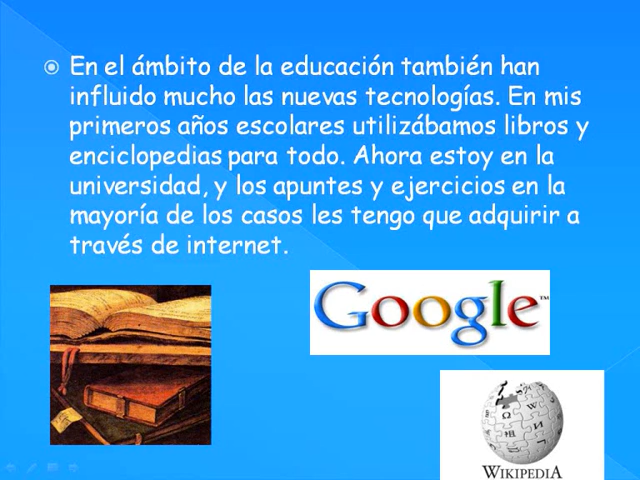 En el ámbito de la educación también han
influido mucho las nuevas tecnologías. En mis
primeros años escolares utilizábamos libros y
enciclopedias para todo. Ahora estoy en la
universidad, y los apuntes y ejercicios en la
mayoría de los casos les tengo que adquirir a
través de internet.
Google™
WIKIPEDIA